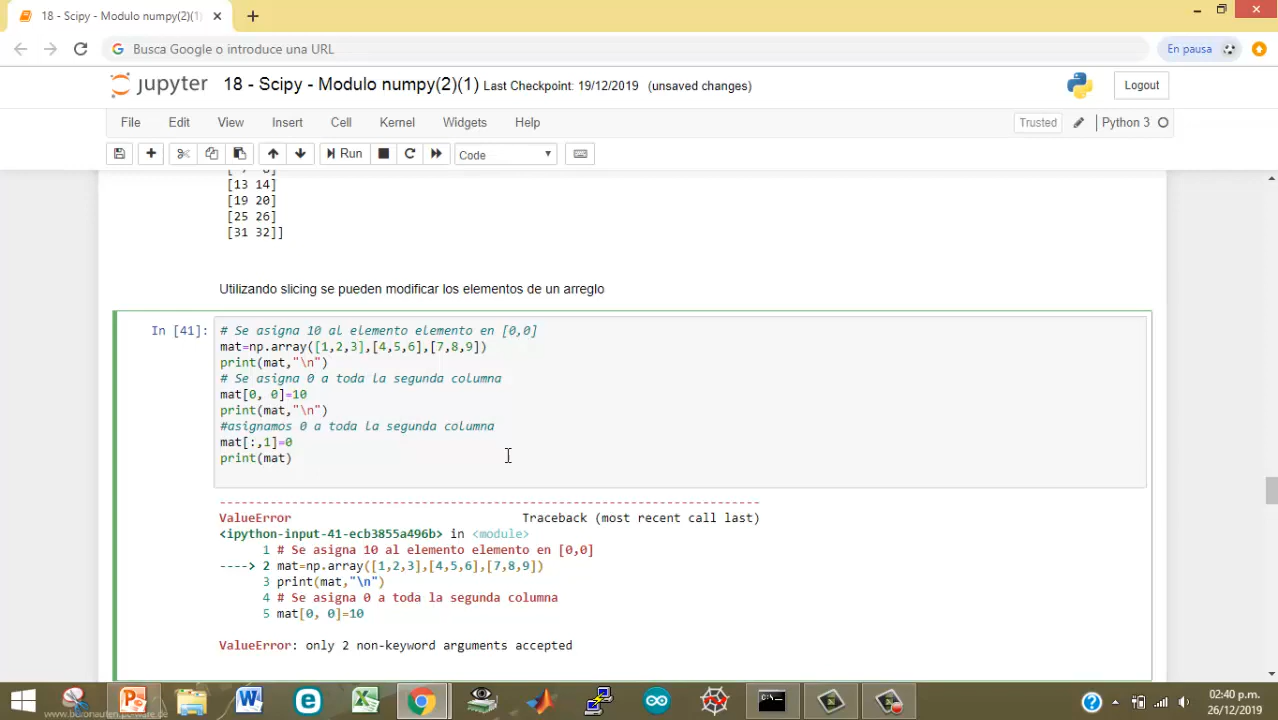 18 - Scipy - Modulo numpy(2)(1)
Busca Google o introduce una URL
En pausa
jupyter 18 - Scipy - Modulo numpy(2)(1) Last Checkpoint: 19/12/2019 (unsaved changes)
Logout
File Edit View Insert Cell Kernel Widgets Help
Trusted Python 3
Run Code
[13 14]
[19 20]
[25 26]
[31 32]]
Utilizando slicing se pueden modificar los elementos de un arreglo
In [41]: # Se asigna 10 al elemento elemento en [0,0]
mat=np.array([1,2,3],[4,5,6],[7,8,9])
print(mat,"\n")
# Se asigna 0 a toda la segunda columna
mat[0, 0]=10
print(mat,"\n")
#asignamos 0 a toda la segunda columna
mat[:,1]=0
print(mat)
---------------------------------------------------------------------------
ValueError Traceback (most recent call last)
<ipython-input-41-ecb3855a496b> in <module>
1 # Se asigna 10 al elemento elemento en [0,0]
----> 2 mat=np.array([1,2,3],[4,5,6],[7,8,9])
3 print(mat,"\n")
4 # Se asigna 0 a toda la segunda columna
5 mat[0, 0]=10
ValueError: only 2 non-keyword arguments accepted
02:40 p.m.
26/12/2019